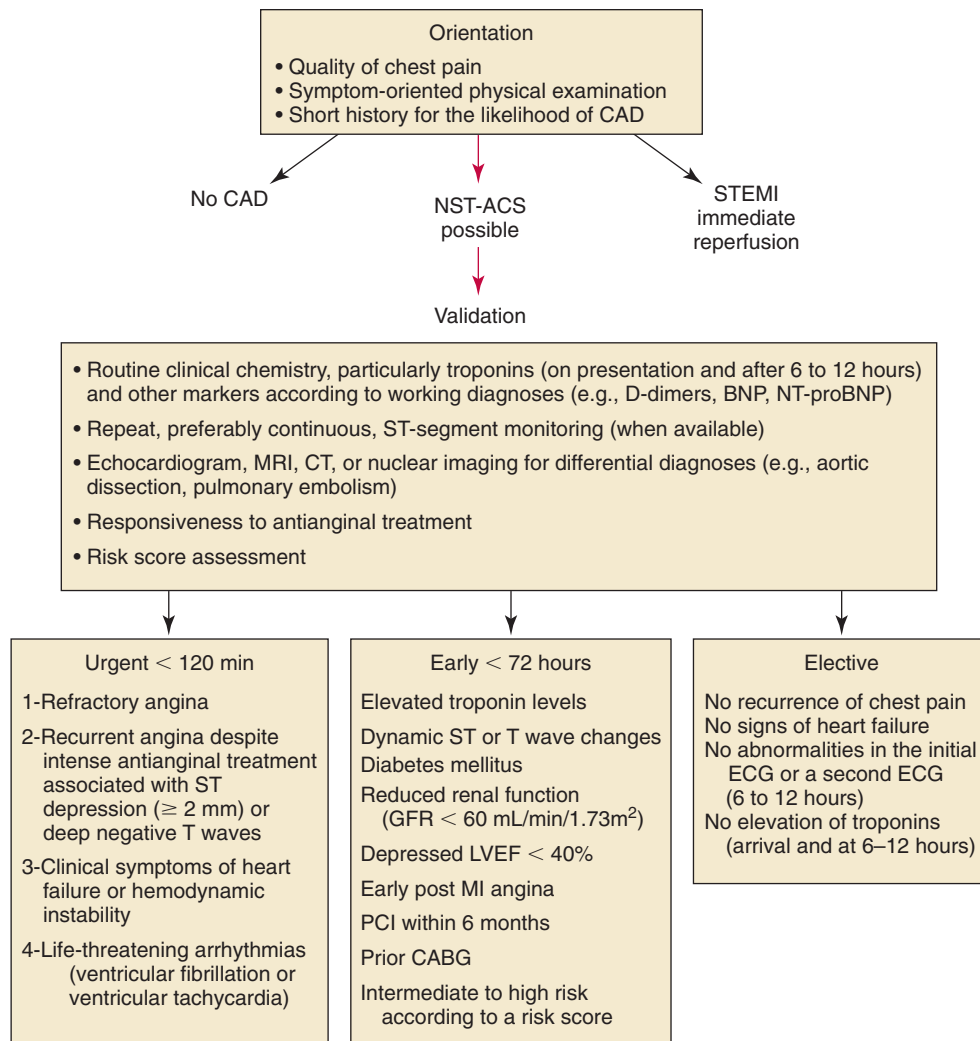 Orientation
• Quality of chest pain
• Symptom-oriented physical examination
• Short history for the likelihood of CAD
No CAD
NST-ACS
possible
STEMI
immediate
reperfusion
Validation
• Routine clinical chemistry, particularly troponins (on presentation and after 6 to 12 hours)
and other markers according to working diagnoses (e.g., D-dimers, BNP, NT-proBNP)
• Repeat, preferably continuous, ST-segment monitoring (when available)
• Echocardiogram, MRI, CT, or nuclear imaging for differential diagnoses (e.g., aortic
dissection, pulmonary embolism)
• Responsiveness to antianginal treatment
• Risk score assessment
Urgent < 120 min
1-Refractory angina
2-Recurrent angina despite
intense antianginal treatment
associated with ST
depression (≥ 2 mm) or
deep negative T waves
3-Clinical symptoms of heart
failure or hemodynamic
instability
4-Life-threatening arrhythmias
(ventricular fibrillation or
ventricular tachycardia)
Early < 72 hours
Elevated troponin levels
Dynamic ST or T wave changes
Diabetes mellitus
Reduced renal function
(GFR < 60 mL/min/1.73m²)
Depressed LVEF < 40%
Early post MI angina
PCI within 6 months
Prior CABG
Intermediate to high risk
according to a risk score
Elective
No recurrence of chest pain
No signs of heart failure
No abnormalities in the initial
ECG or a second ECG
(6 to 12 hours)
No elevation of troponins
(arrival and at 6–12 hours)